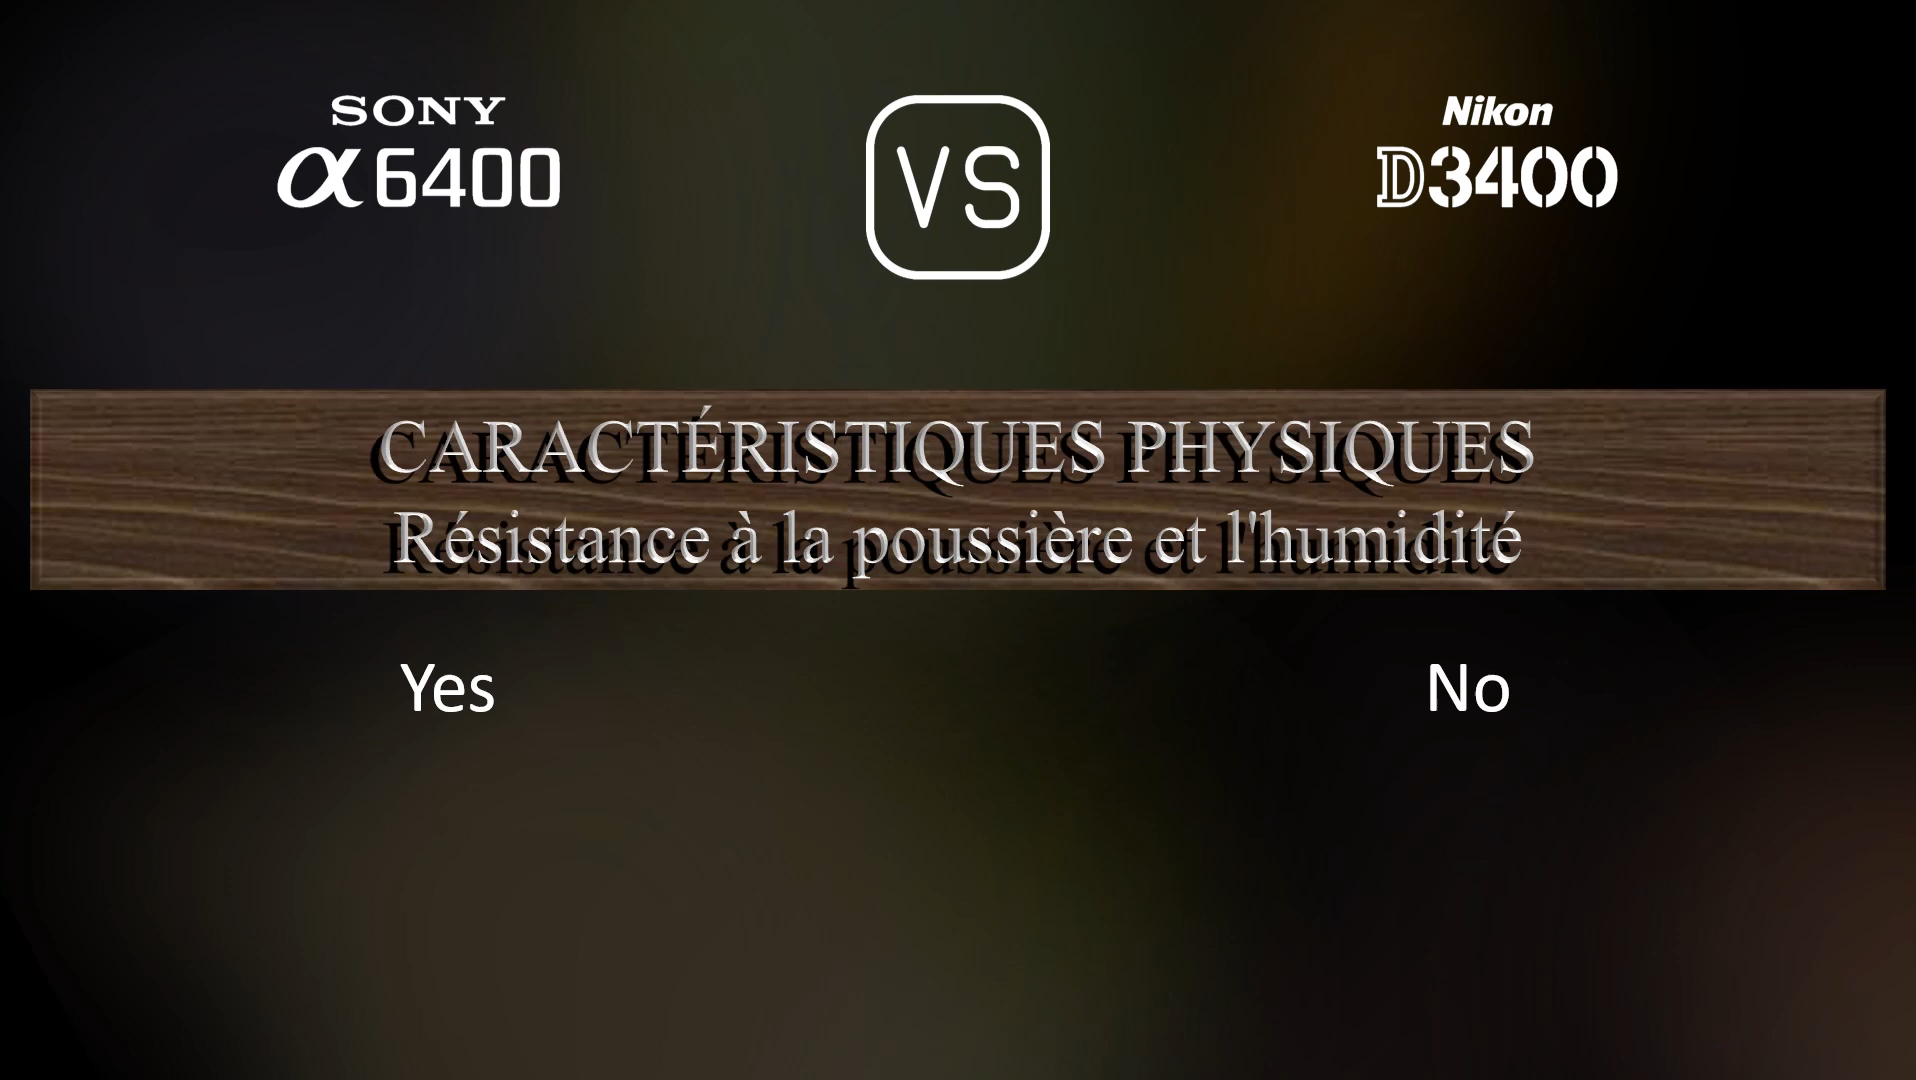 SONY
α6400
VS
Nikon
D3400
CARACTÉRISTIQUES PHYSIQUES
Résistance à la poussière et l'humidité
Yes
No